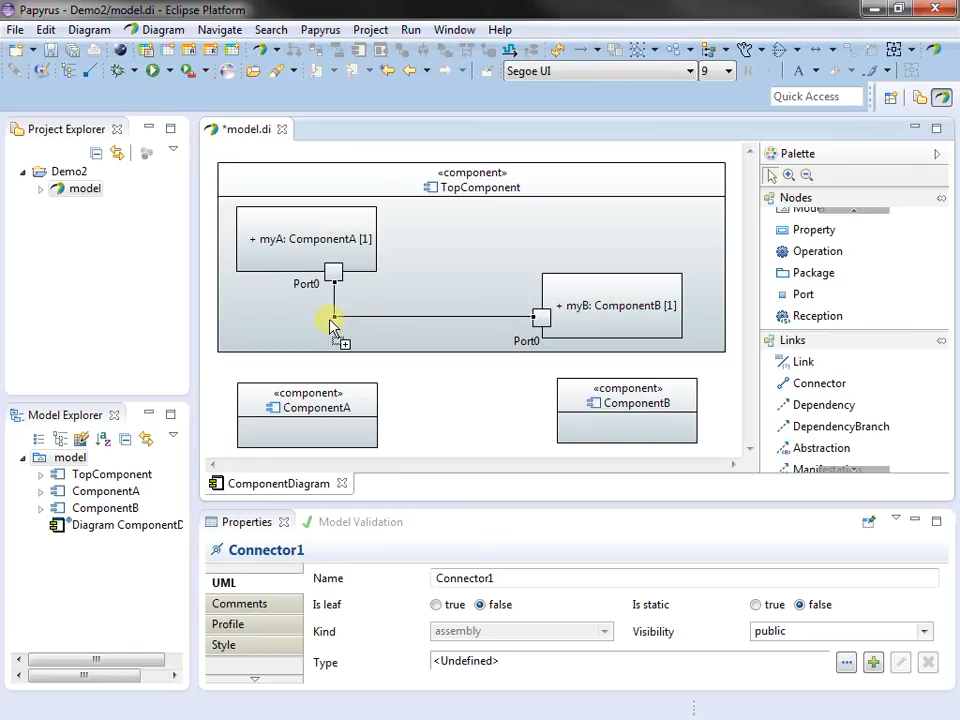 Papyrus - Demo2/model.di - Eclipse Platform
File Edit Diagram Diagram Navigate Search Papyrus Project Run Window Help
Segoe UI 9
Quick Access
Project Explorer
Demo2
model
*model.di
«component»
TopComponent
+ myA: ComponentA [1]
Port0
+ myB: ComponentB [1]
Port0
«component»
ComponentA
«component»
ComponentB
ComponentDiagram
Palette
Nodes
Model
Property
Operation
Package
Port
Reception
Links
Link
Connector
Dependency
DependencyBranch
Abstraction
Manifestation
Model Explorer
model
TopComponent
ComponentA
ComponentB
Diagram ComponentD
Properties Model Validation
Connector1
UML
Comments
Profile
Style
Name Connector1
Is leaf true false Is static true false
Kind assembly Visibility public
Type <Undefined>